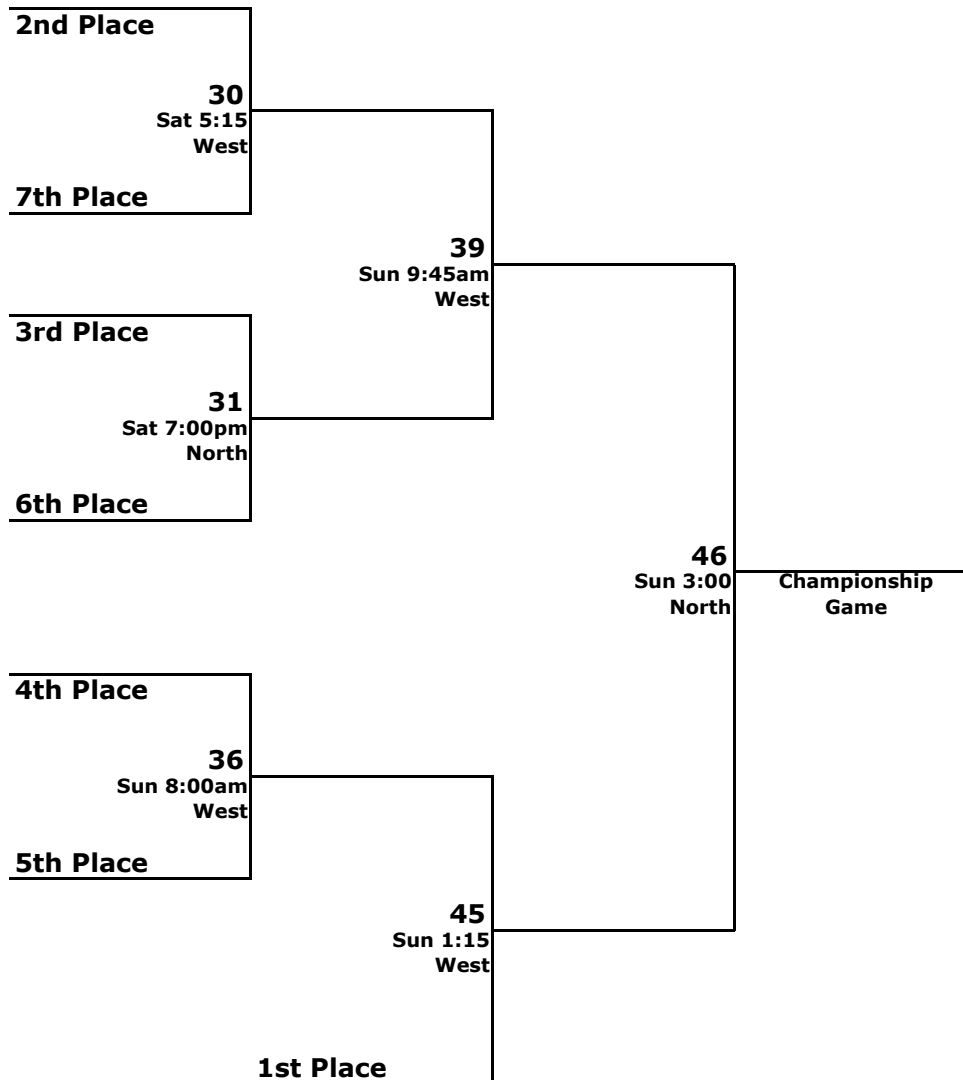 2nd Place
30
Sat 5:15
West
7th Place
39
Sun 9:45am
West
3rd Place
31
Sat 7:00pm
North
6th Place
46
Sun 3:00
North
Championship
Game
4th Place
36
Sun 8:00am
West
5th Place
45
Sun 1:15
West
1st Place